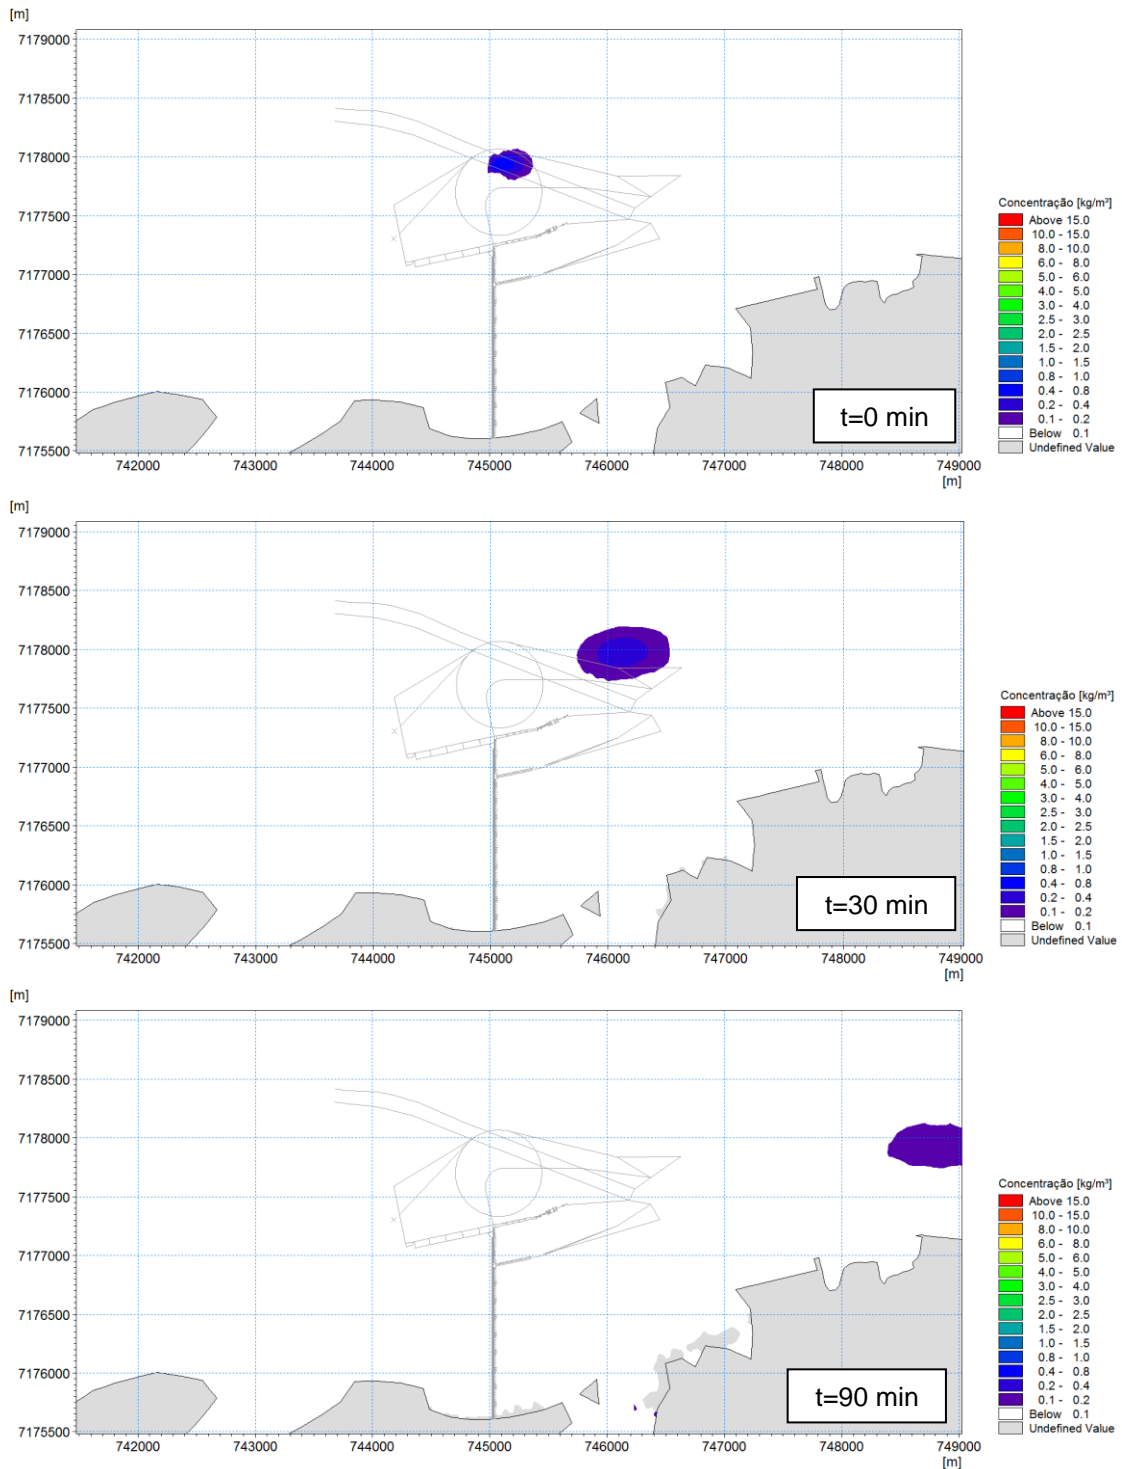 [m]
7179000
7178500
7178000
7177500
7177000
7176500
7176000
7175500
742000 743000 744000 745000 746000 747000 748000 749000
[m]
Concentração [kg/m³]
Above 15.0
10.0 - 15.0
8.0 - 10.0
6.0 - 8.0
5.0 - 6.0
4.0 - 5.0
3.0 - 4.0
2.5 - 3.0
2.0 - 2.5
1.5 - 2.0
1.0 - 1.5
0.8 - 1.0
0.4 - 0.8
0.2 - 0.4
0.1 - 0.2
Below 0.1
Undefined Value
t=0 min
[m]
7179000
7178500
7178000
7177500
7177000
7176500
7176000
7175500
742000 743000 744000 745000 746000 747000 748000 749000
[m]
Concentração [kg/m³]
Above 15.0
10.0 - 15.0
8.0 - 10.0
6.0 - 8.0
5.0 - 6.0
4.0 - 5.0
3.0 - 4.0
2.5 - 3.0
2.0 - 2.5
1.5 - 2.0
1.0 - 1.5
0.8 - 1.0
0.4 - 0.8
0.2 - 0.4
0.1 - 0.2
Below 0.1
Undefined Value
t=30 min
[m]
7179000
7178500
7178000
7177500
7177000
7176500
7176000
7175500
742000 743000 744000 745000 746000 747000 748000 749000
[m]
Concentração [kg/m³]
Above 15.0
10.0 - 15.0
8.0 - 10.0
6.0 - 8.0
5.0 - 6.0
4.0 - 5.0
3.0 - 4.0
2.5 - 3.0
2.0 - 2.5
1.5 - 2.0
1.0 - 1.5
0.8 - 1.0
0.4 - 0.8
0.2 - 0.4
0.1 - 0.2
Below 0.1
Undefined Value
t=90 min